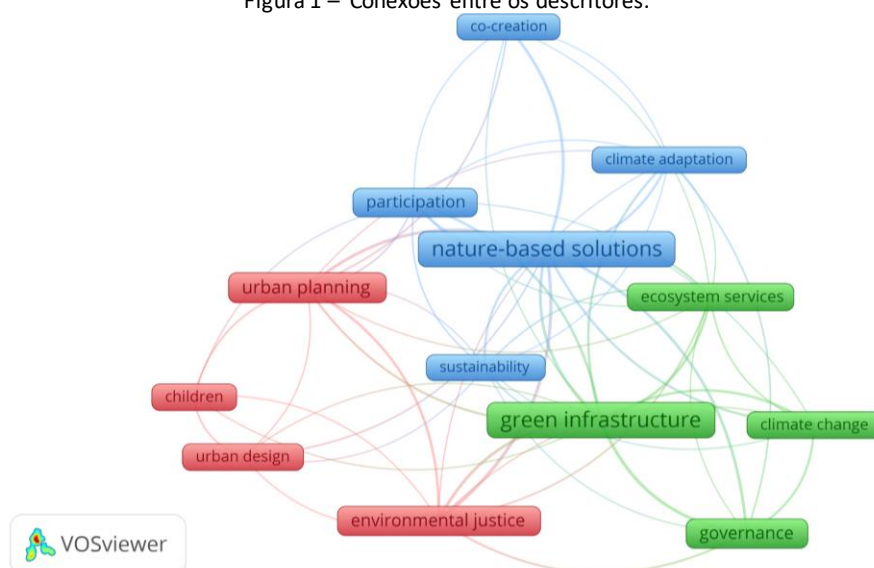 Figura 1 – Conexões entre os descritores.
co-creation
climate adaptation
participation
nature-based solutions
urban planning
ecosystem services
sustainability
children
green infrastructure
climate change
urban design
environmental justice
governance
VOSviewer